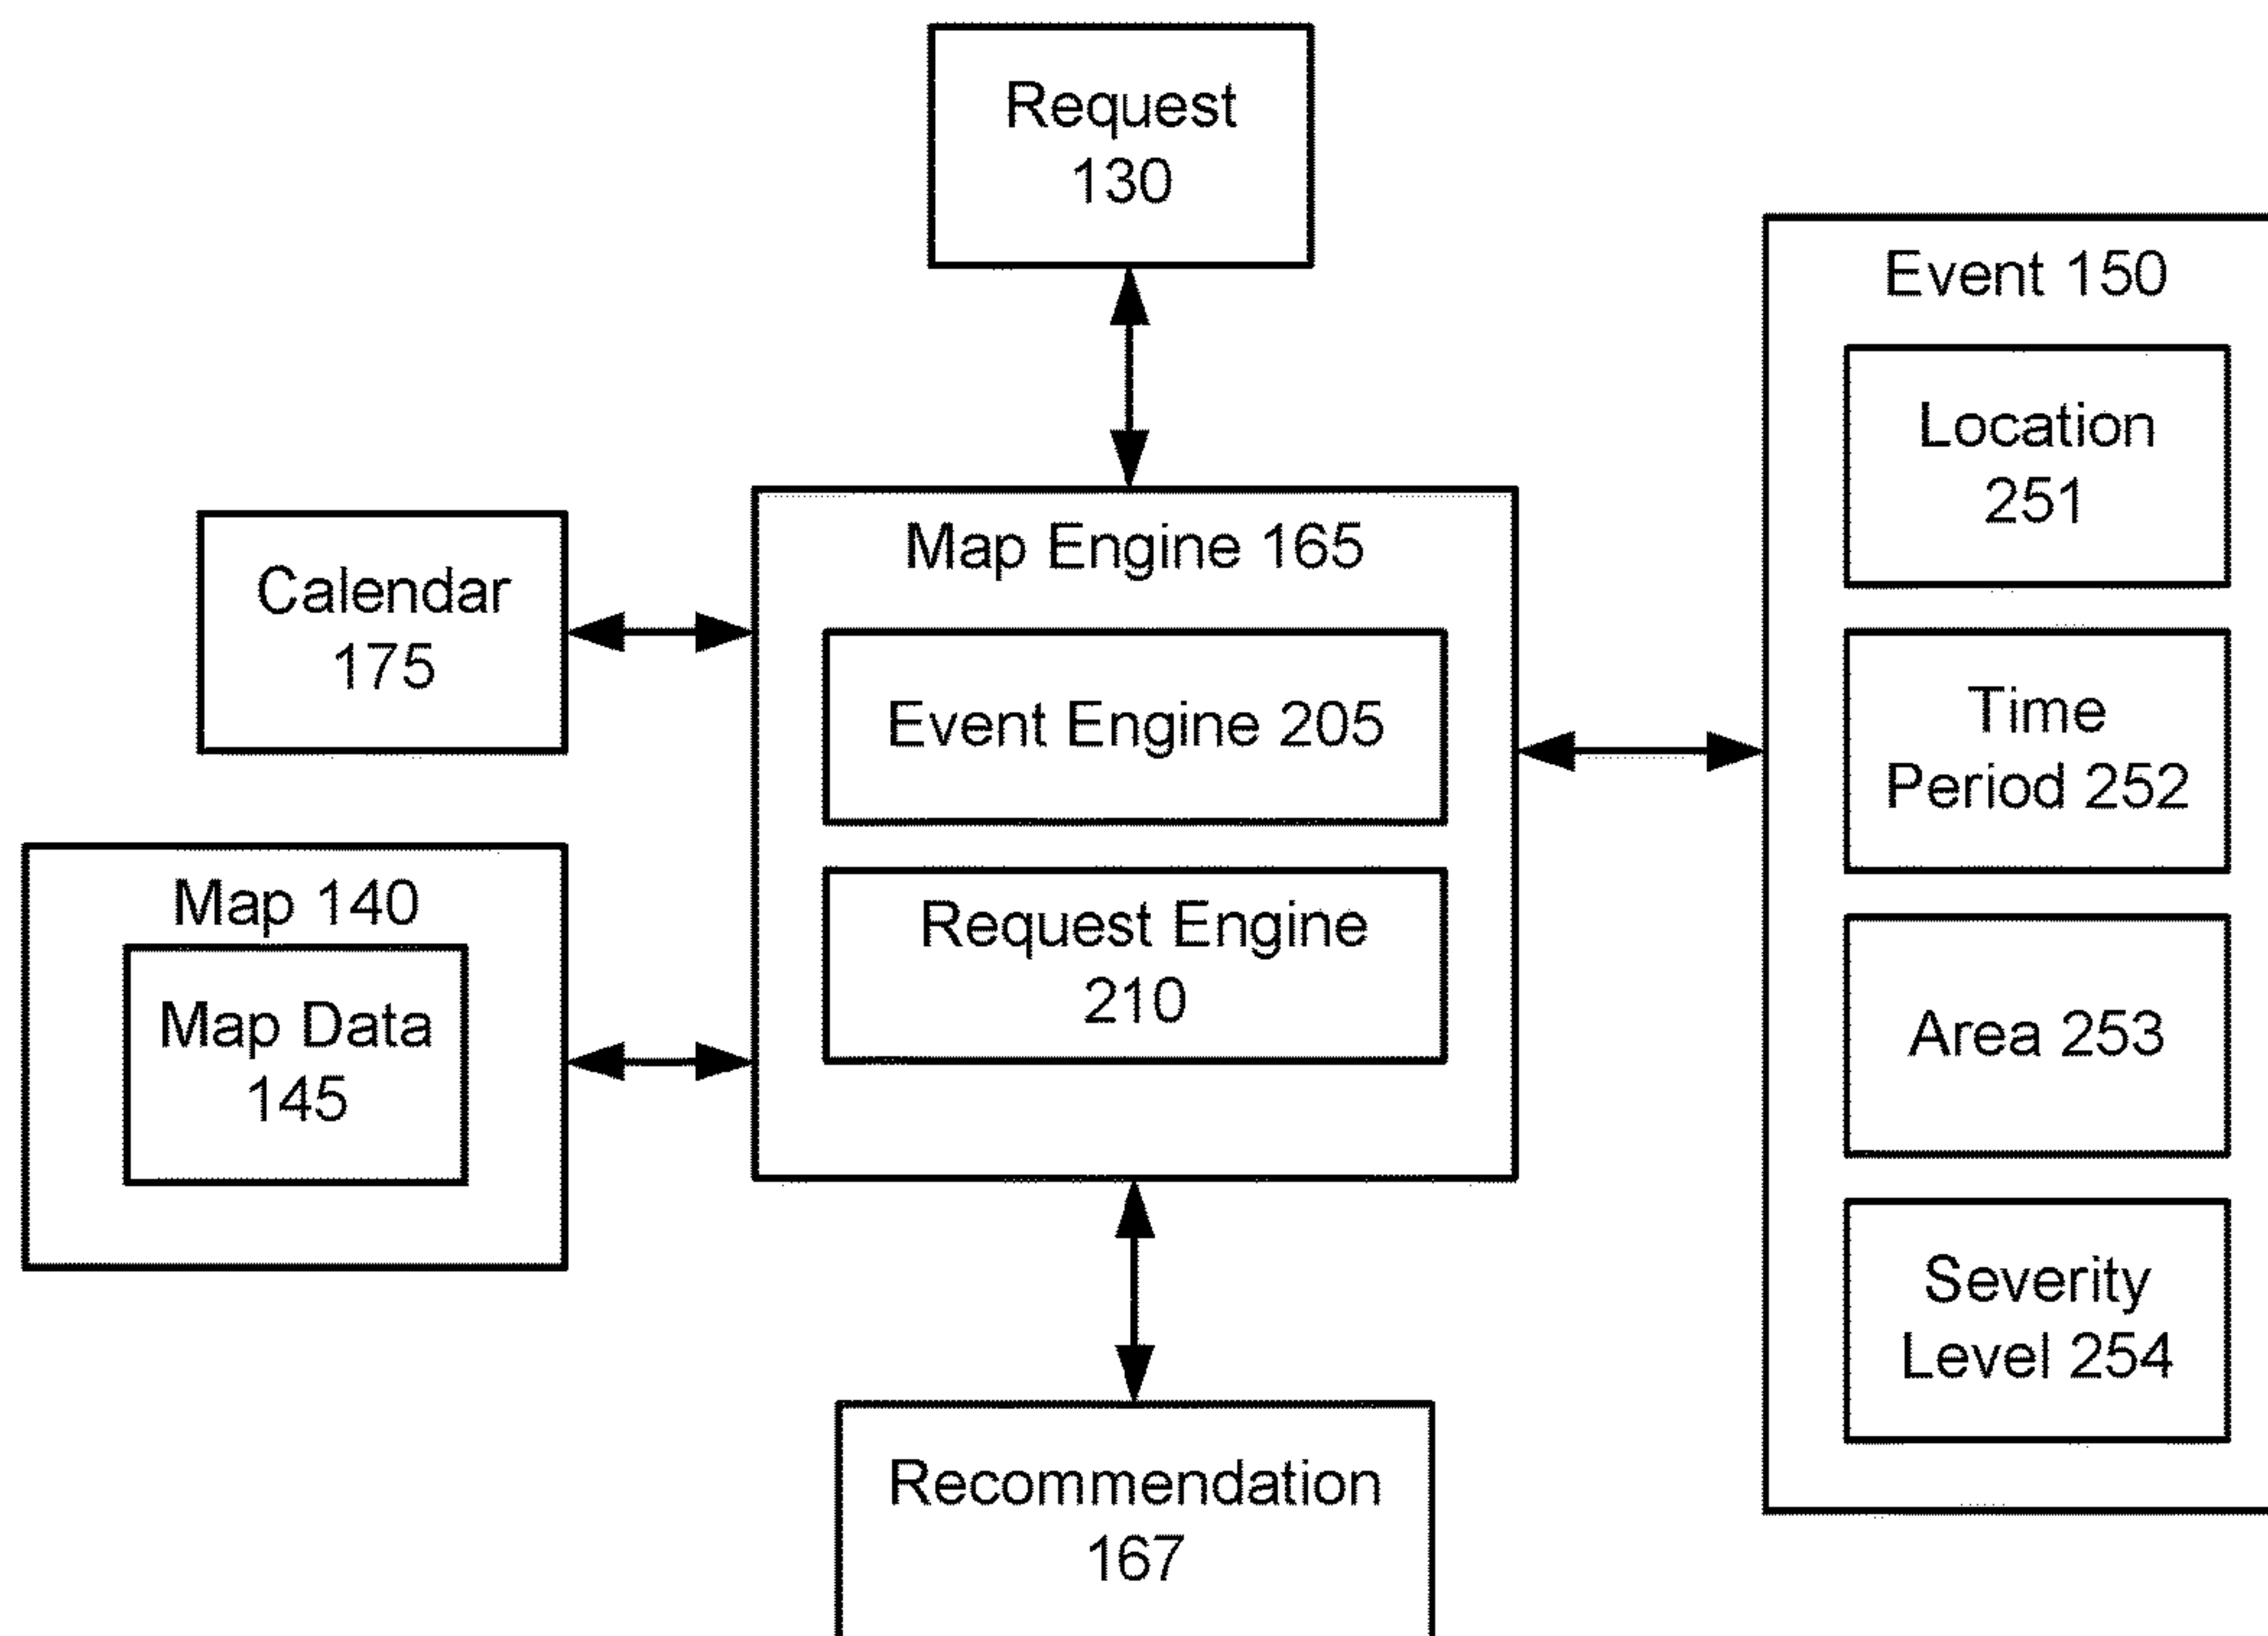 Request
130
Event 150
Location
251
Time
Period 252
Area 253
Severity
Level 254
Map Engine 165
Event Engine 205
Request Engine
210
Calendar
175
Map 140
Map Data
145
Recommendation
167